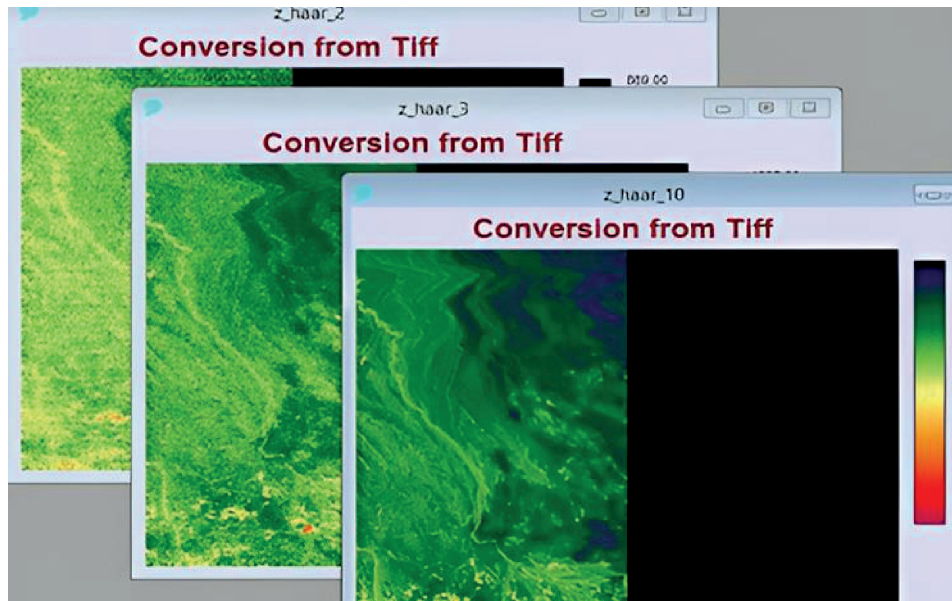 z_haar_2
Conversion from Tiff
z_haar_3
Conversion from Tiff
z_haar_10
Conversion from Tiff